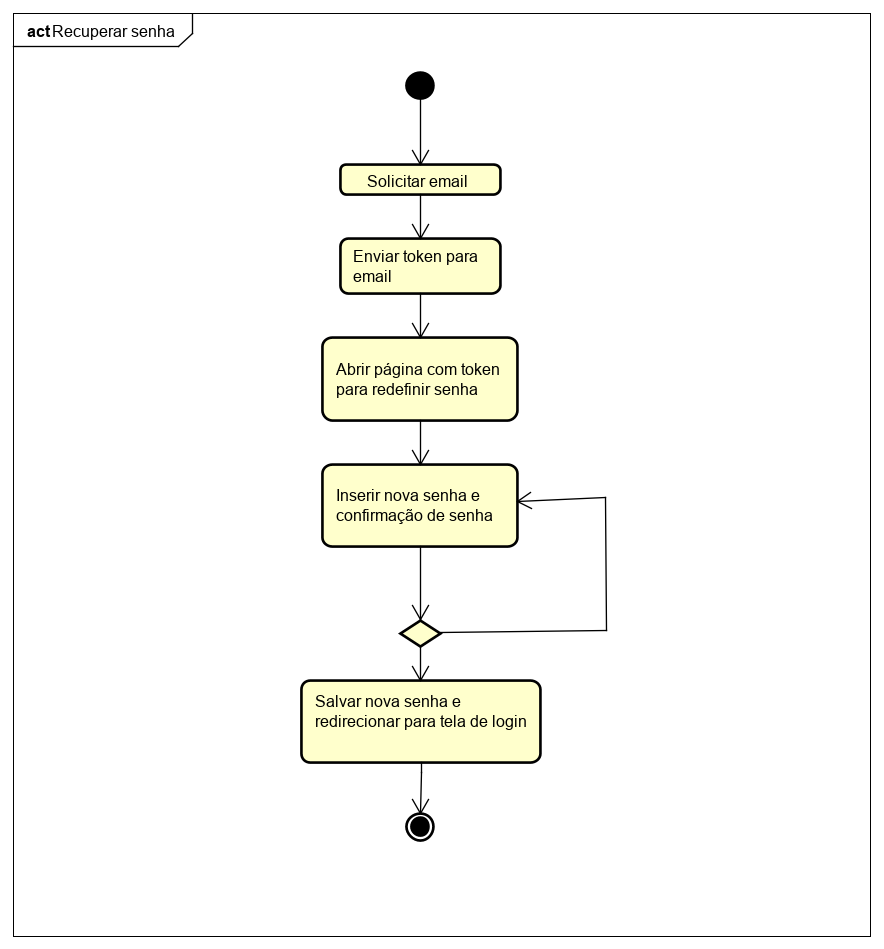 act Recuperar senha
Solicitar email
Enviar token para
email
Abrir página com token
para redefinir senha
Inserir nova senha e
confirmação de senha
Salvar nova senha e
redirecionar para tela de login